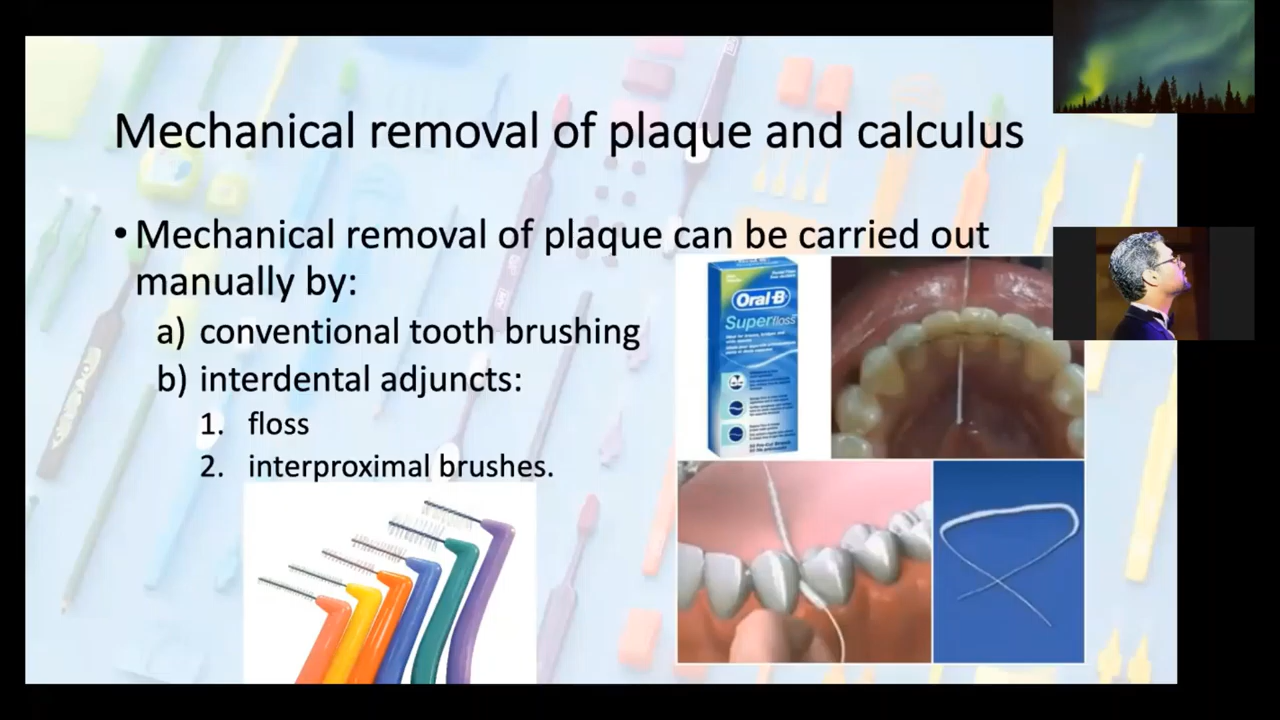 Mechanical removal of plaque and calculus
• Mechanical removal of plaque can be carried out
manually by:
a) conventional tooth brushing
b) interdental adjuncts:
1. floss
2. interproximal brushes.
Oral-B
Superfloss